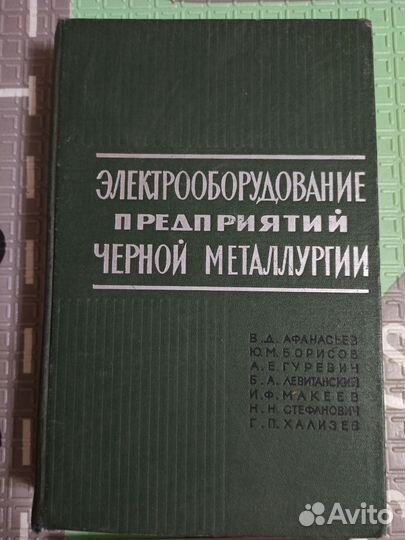 ЭЛЕКТРООБОРУДОВАНИЕ
ПРЕДПРИЯТИЙ
ЧЕРНОЙ МЕТАЛЛУРГИИ
В.Д. АФАНАСЬЕВ
Ю.М. БОРИСОВ
А.Е. ГУРЕВИЧ
Б.А. ЛЕВИТАНСКИЙ
И.Ф. МАКЕЕВ
Н.Н. СТЕФАНОВИЧ
Г.П. ХАЛИЗЕВ
Avito